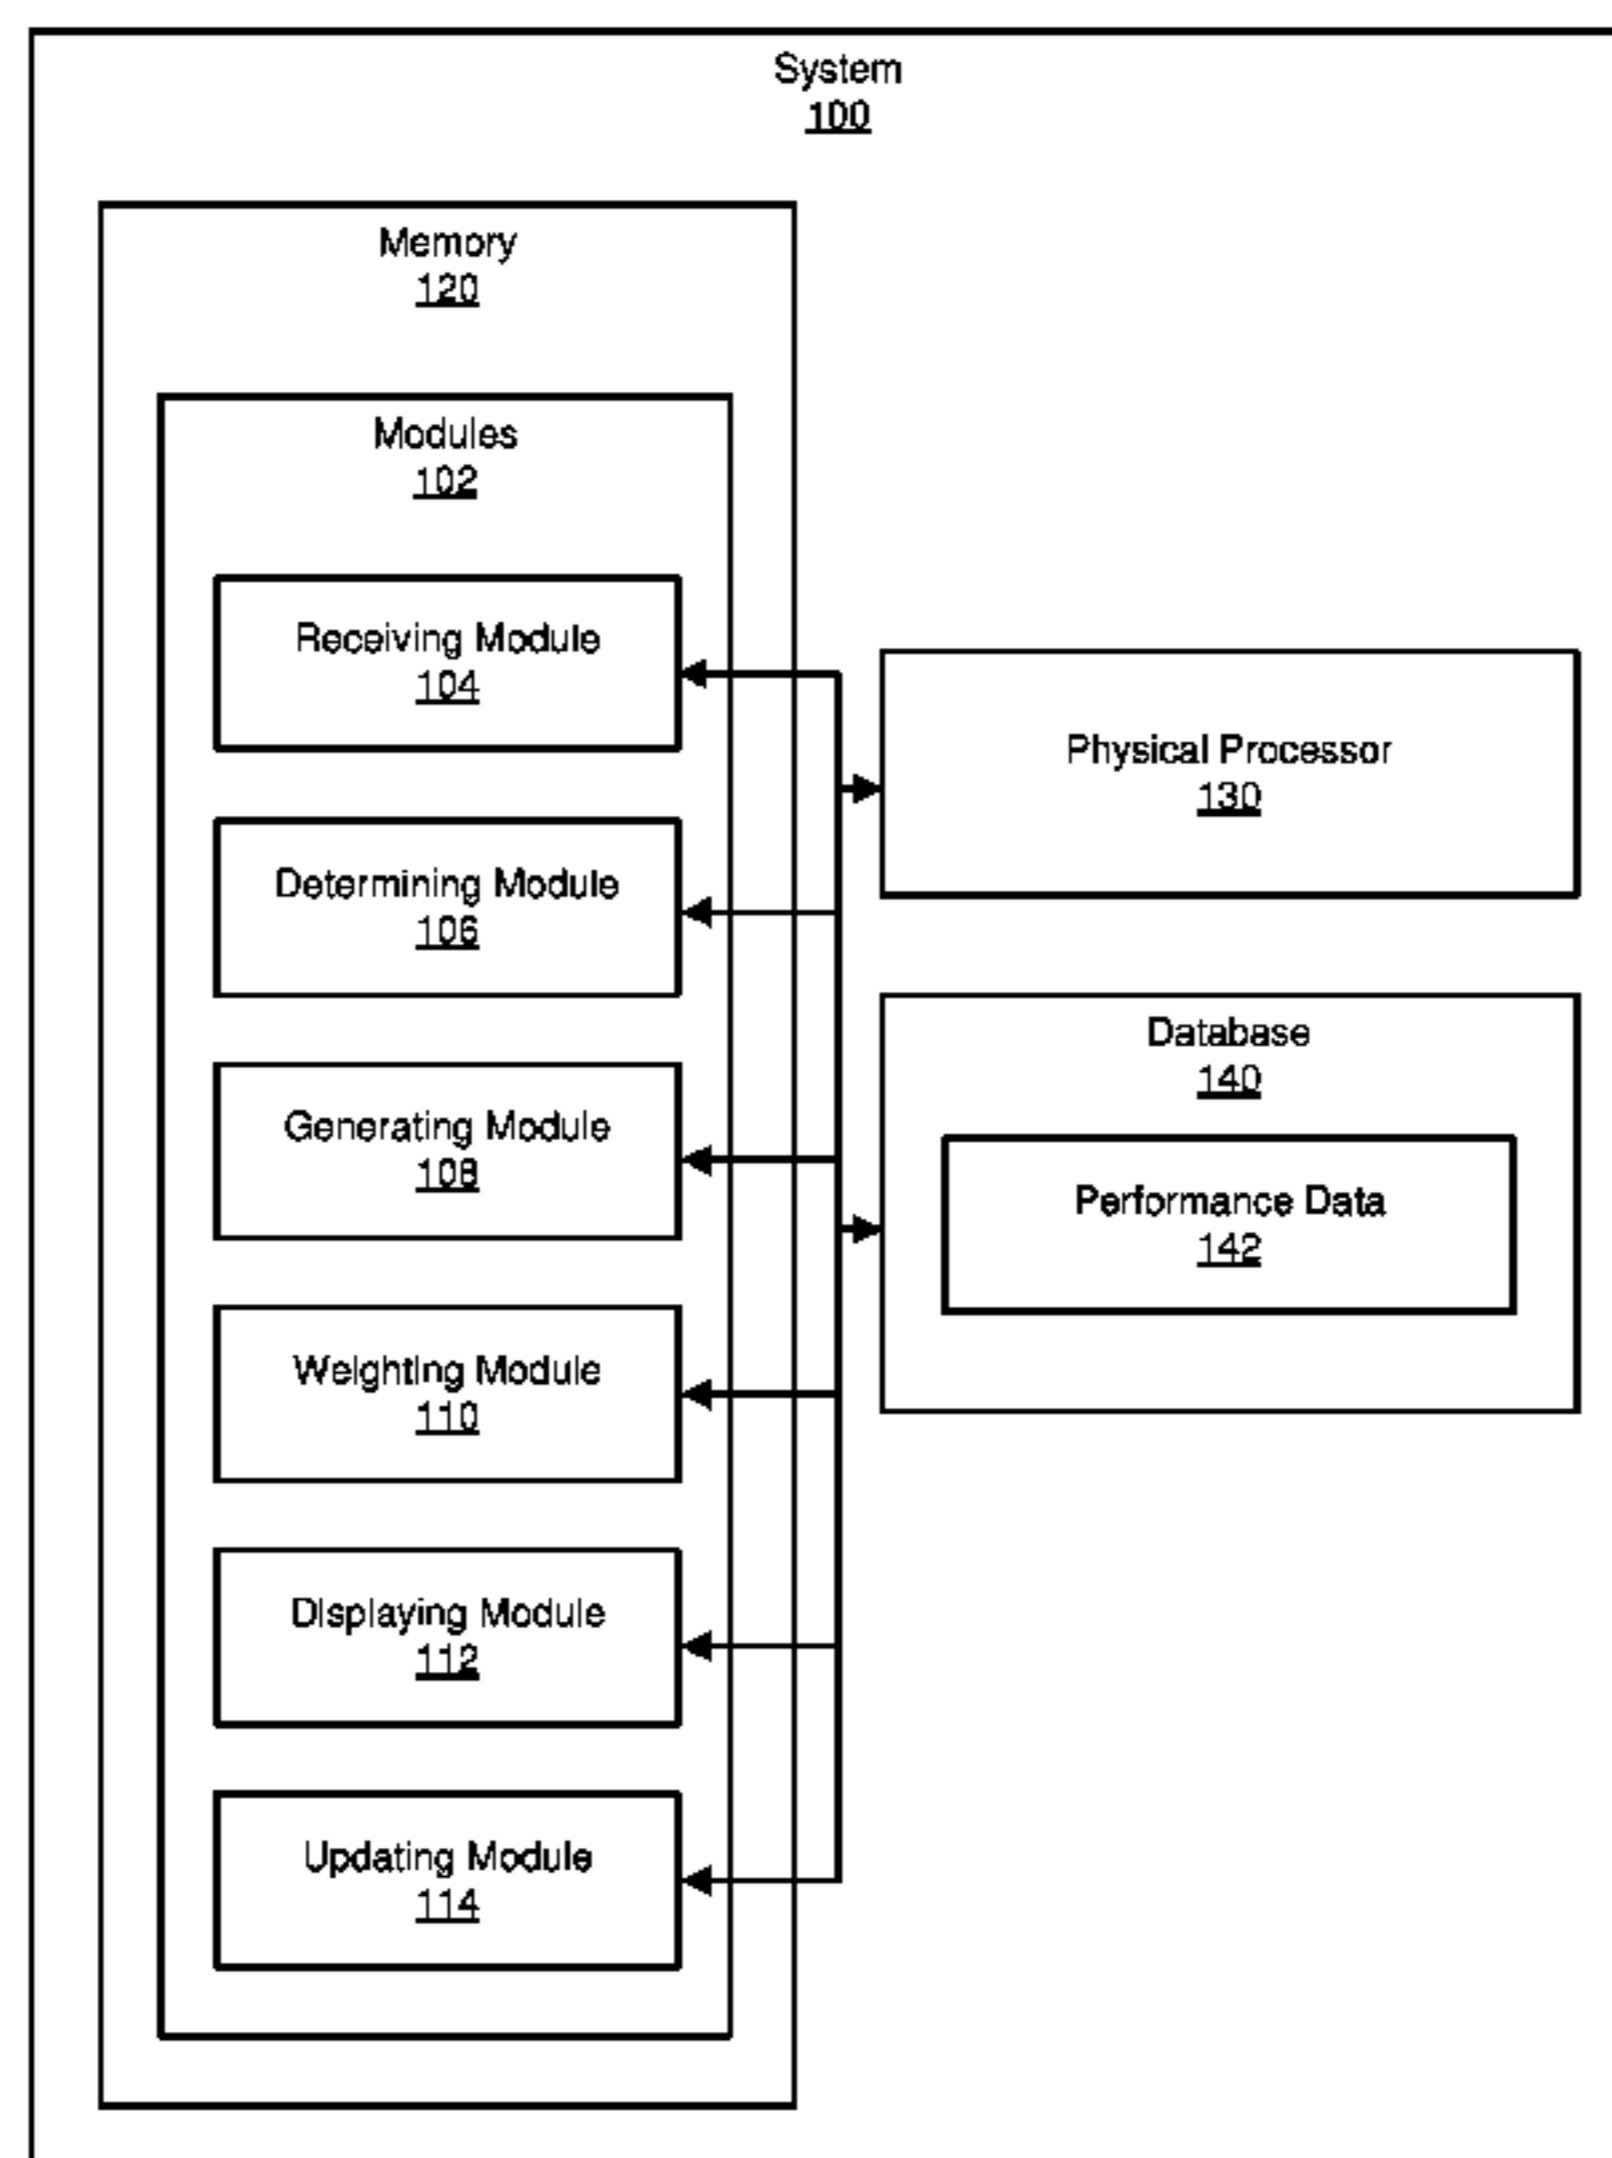 System
100
Memory
120
Modules
102
Receiving Module
104
Determining Module
106
Generating Module
108
Weighting Module
110
Displaying Module
112
Updating Module
114
Physical Processor
130
Database
140
Performance Data
142